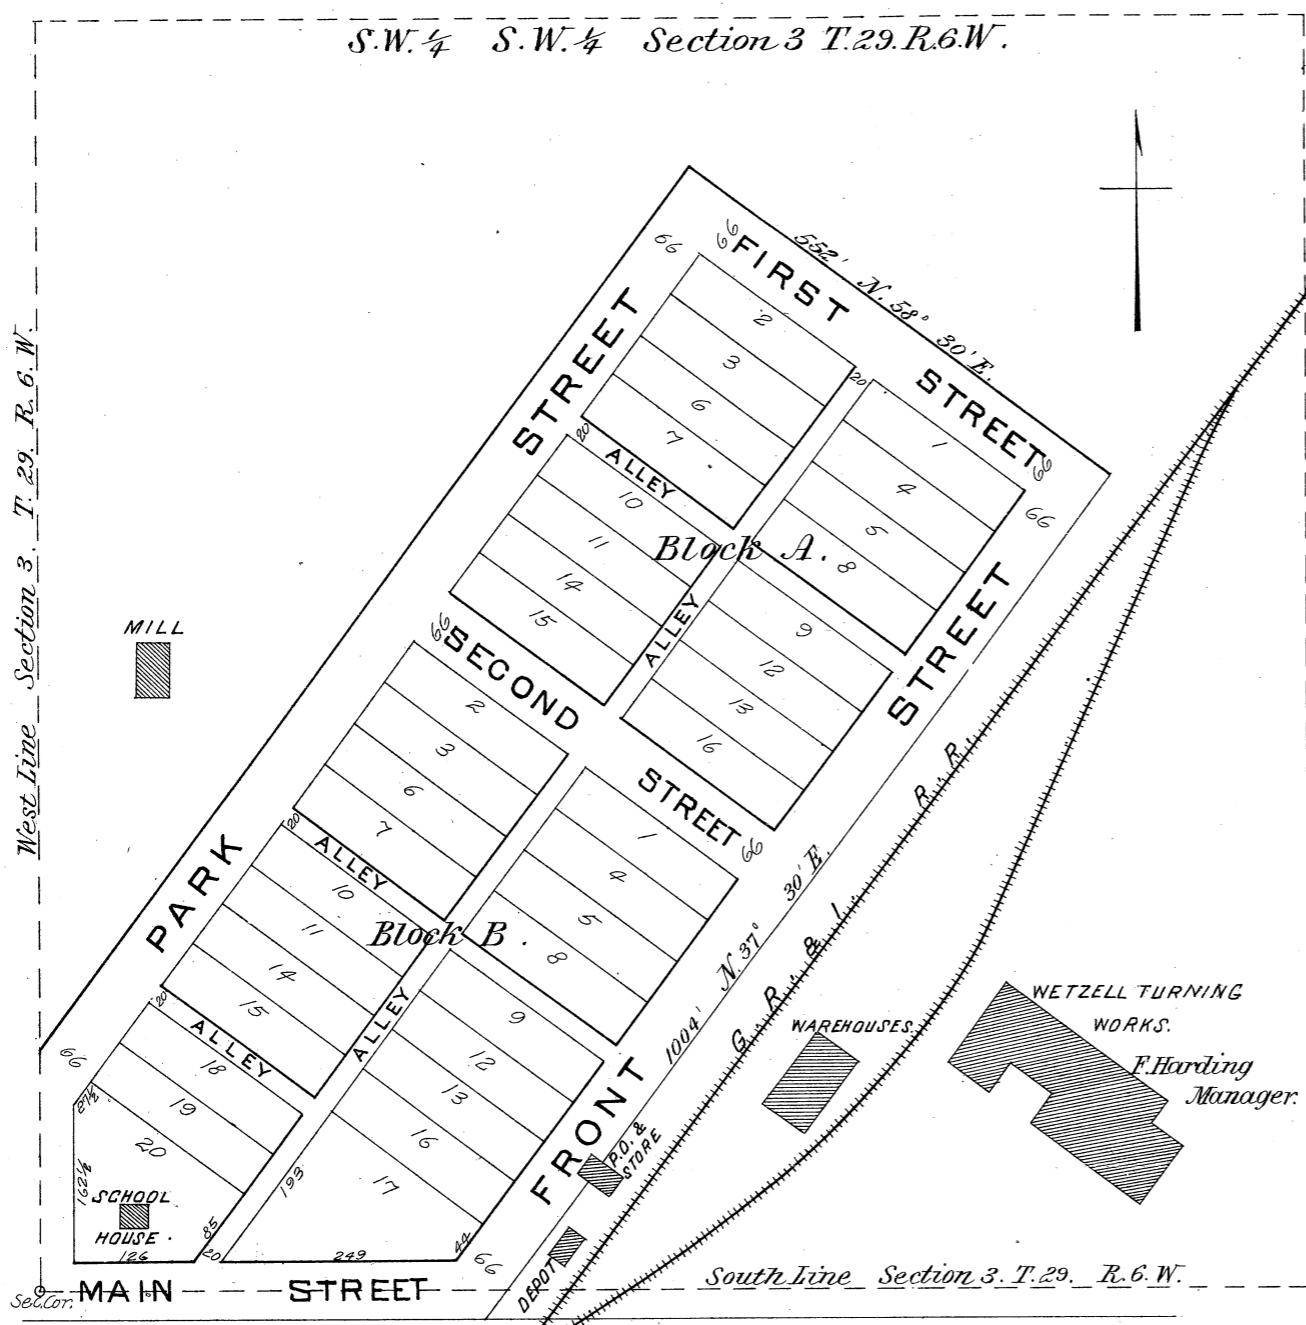 S.W.¼ S.W.¼ Section 3 T.29.R.6.W.
West Line Section 3. T. 29. R. 6. W.
552' N. 58° 30' E.
66
66
FIRST STREET
66
66
PARK STREET
2
3
6
7
20
20
ALLEY
1
4
5
8
Block A.
10
11
14
15
ALLEY
9
12
13
16
MILL
66
SECOND STREET
66
2
3
6
7
20
ALLEY
1
4
5
8
Block B.
10
11
14
15
ALLEY
9
12
13
16
17
20
ALLEY
18
19
20
66
27½
162½
SCHOOL
HOUSE.
126
85
20
193
249
44
66
FRONT STREET
1004' N. 37° 30' E.
G. R. & I. R. R.
P.O. &
STORE
DEPOT
WAREHOUSES.
WETZELL TURNING
WORKS.
F. Harding
Manager.
South Line Section 3. T.29. R.6.W.
Sec. Cor.
MAIN STREET